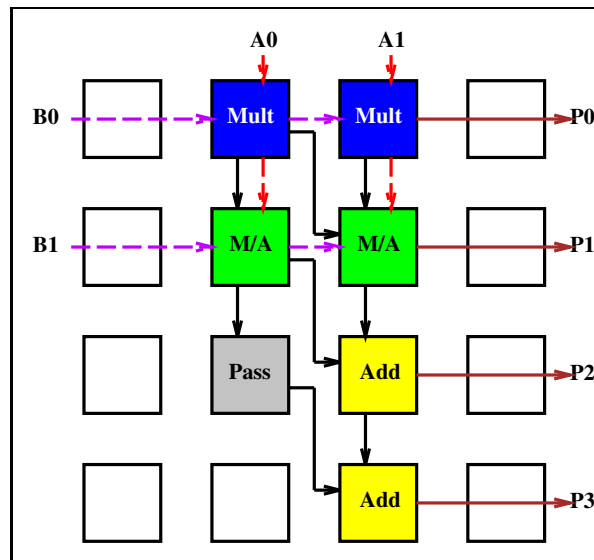 A0 A1
B0 Mult Mult P0
B1 M/A M/A P1
Pass Add P2
Add P3